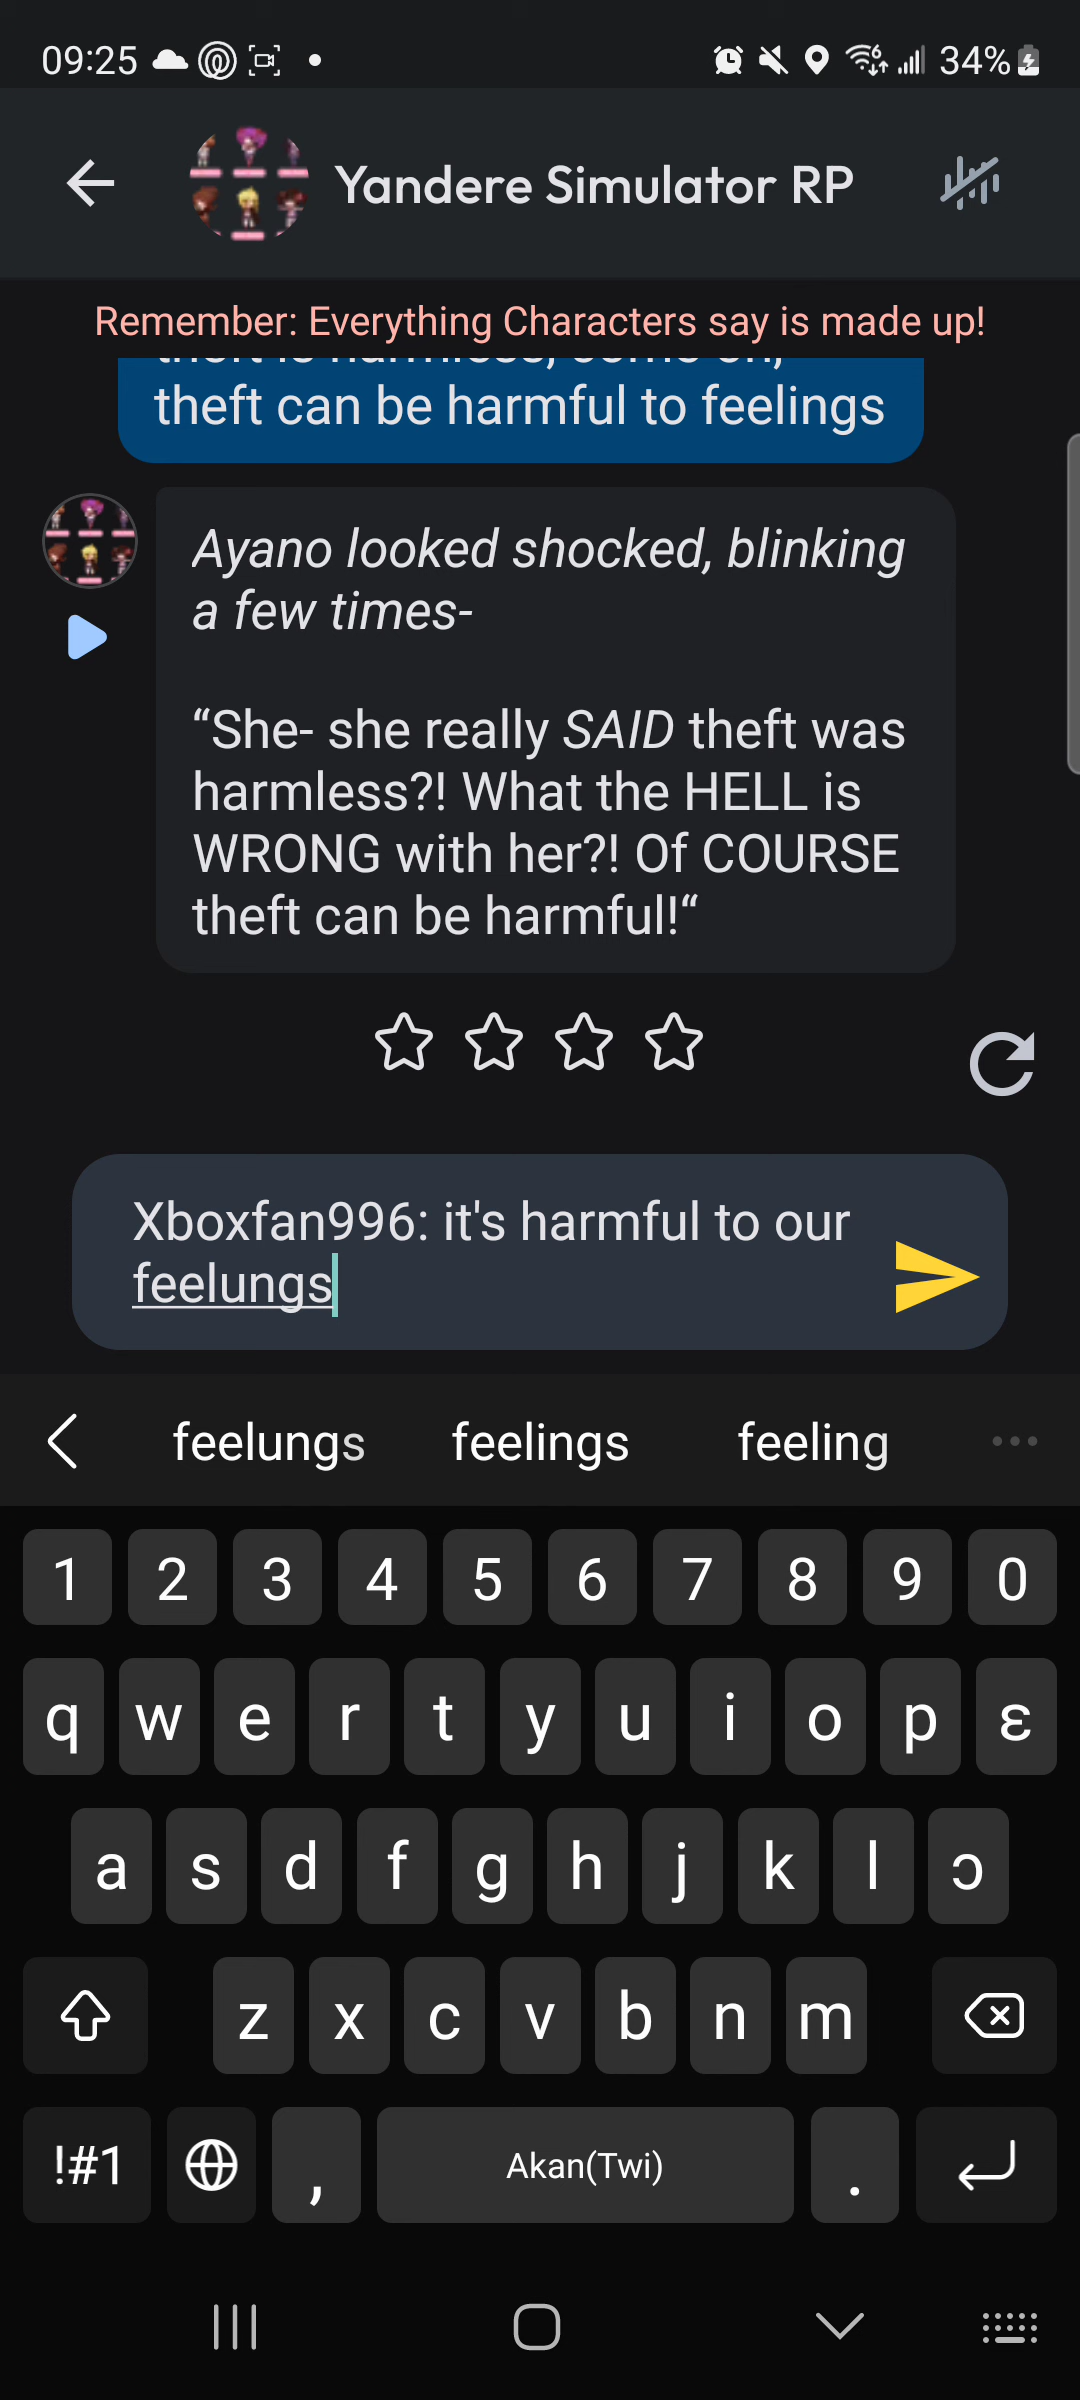 09:25
34%
Yandere Simulator RP
Remember: Everything Characters say is made up!
theft can be harmful to feelings
Ayano looked shocked, blinking
a few times-
“She- she really SAID theft was
harmless?! What the HELL is
WRONG with her?! Of COURSE
theft can be harmful!“
Xboxfan996: it's harmful to our
feelungs
feelungs feelings feeling
1 2 3 4 5 6 7 8 9 0
q w e r t y u i o p ɛ
a s d f g h j k l ɔ
z x c v b n m
!#1 , Akan(Twi) .